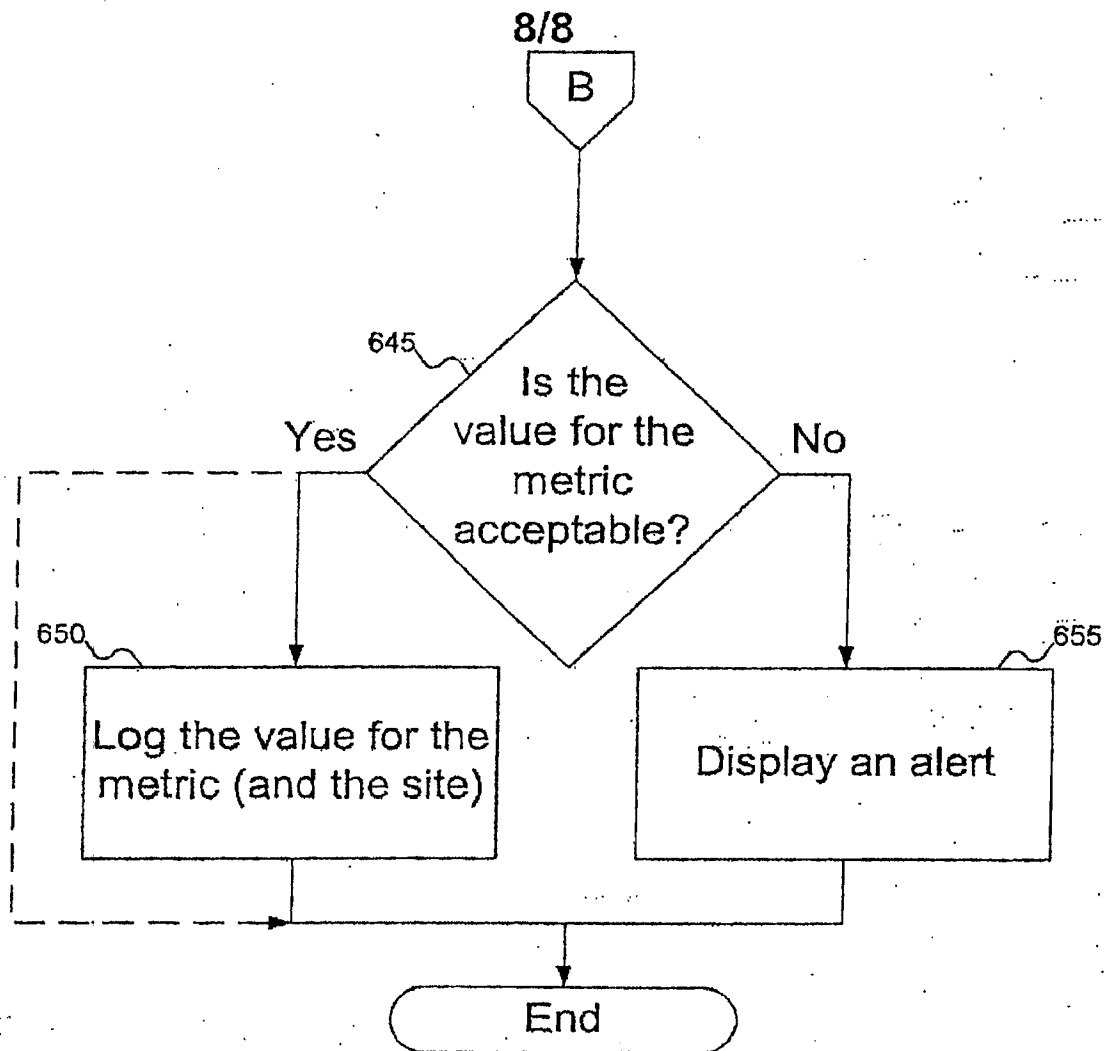 8/8
B
645
Is the
value for the
metric
acceptable?
Yes
No
650
Log the value for the
metric (and the site)
655
Display an alert
End